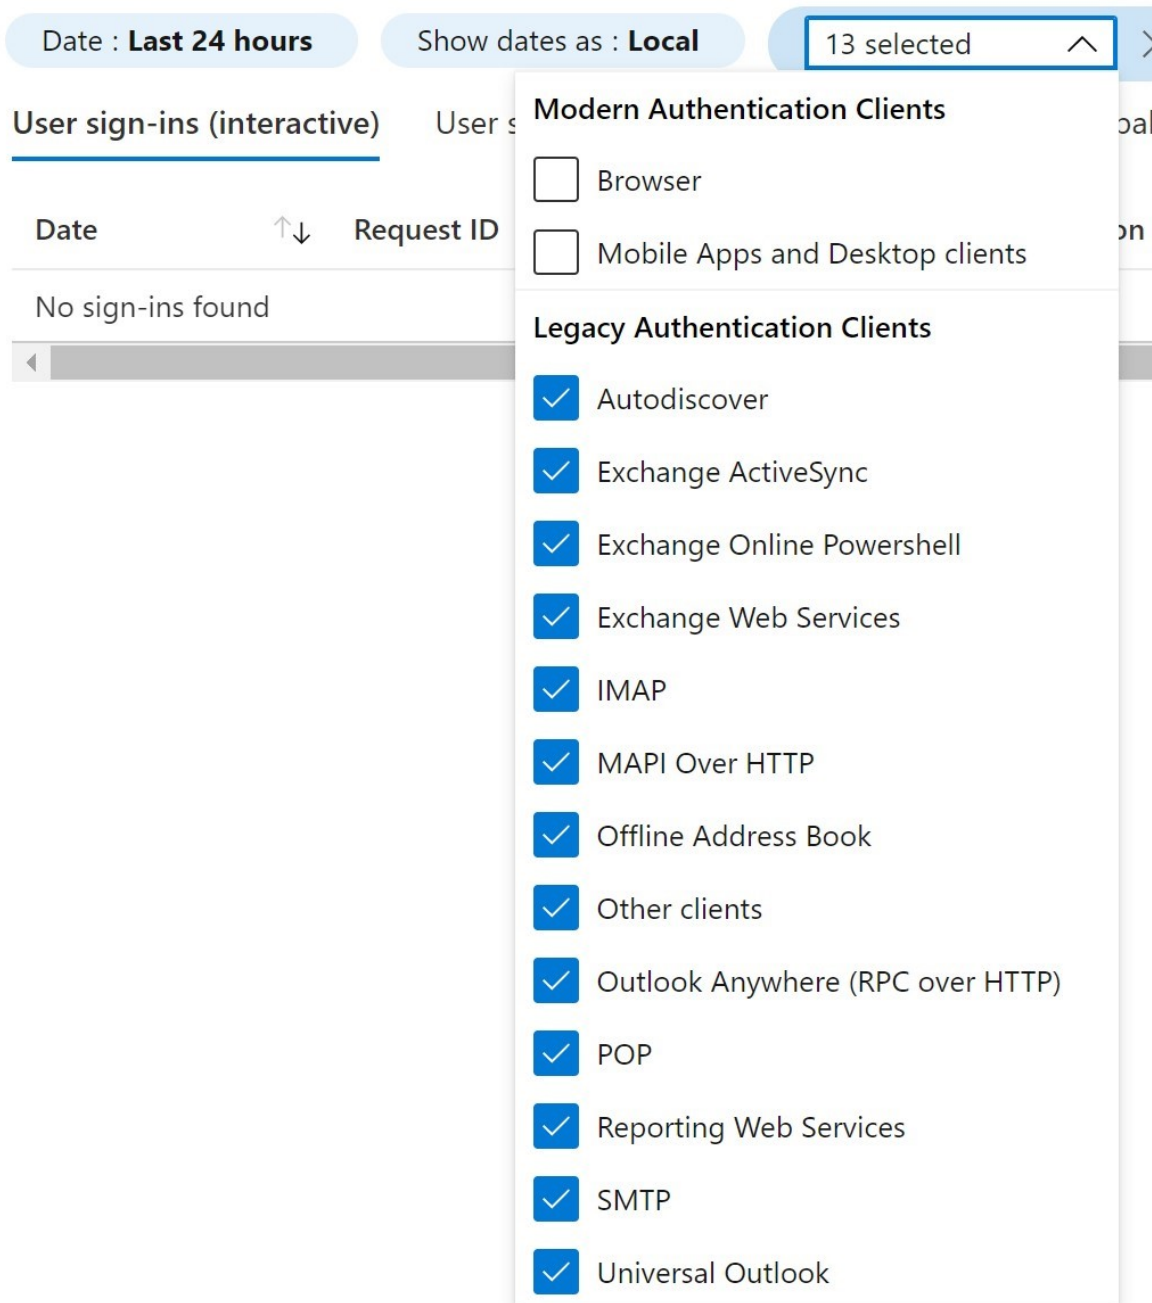 Date : Last 24 hours
Show dates as : Local
13 selected
User sign-ins (interactive)
User s
Date
Request ID
on
No sign-ins found
Modern Authentication Clients
Browser
Mobile Apps and Desktop clients
Legacy Authentication Clients
Autodiscover
Exchange ActiveSync
Exchange Online Powershell
Exchange Web Services
IMAP
MAPI Over HTTP
Offline Address Book
Other clients
Outlook Anywhere (RPC over HTTP)
POP
Reporting Web Services
SMTP
Universal Outlook